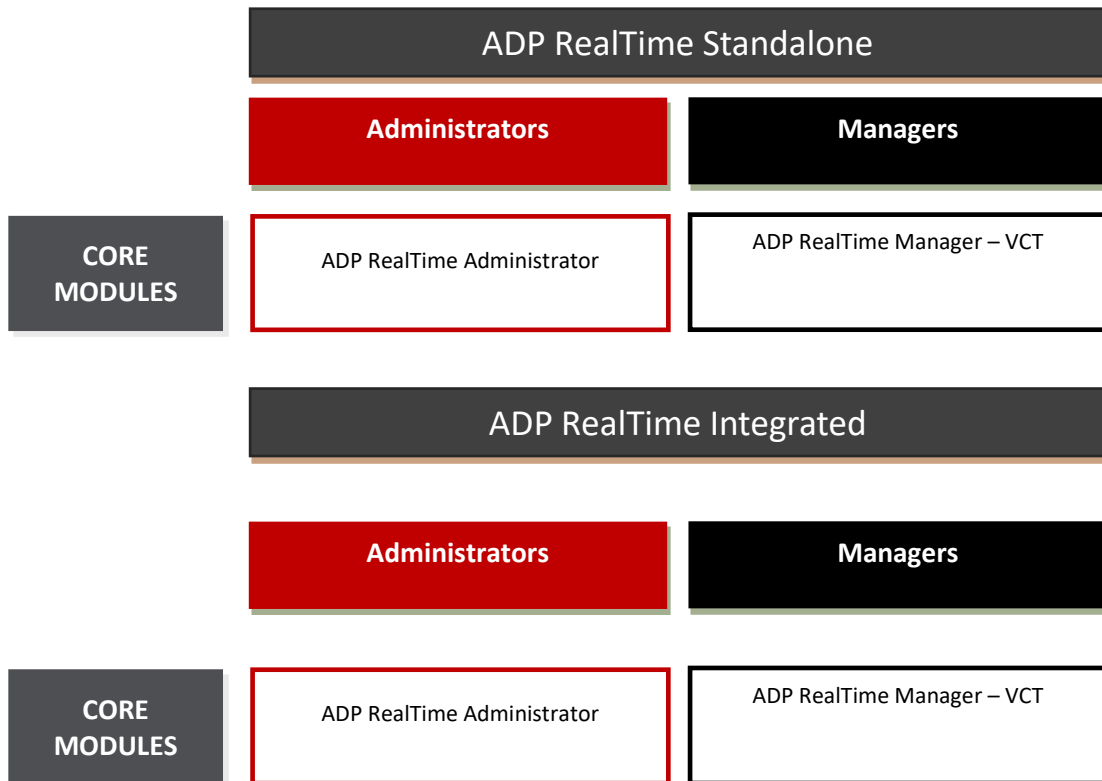 ADP RealTime Standalone
Administrators
Managers
CORE
MODULES
ADP RealTime Administrator
ADP RealTime Manager – VCT
ADP RealTime Integrated
Administrators
Managers
CORE
MODULES
ADP RealTime Administrator
ADP RealTime Manager – VCT